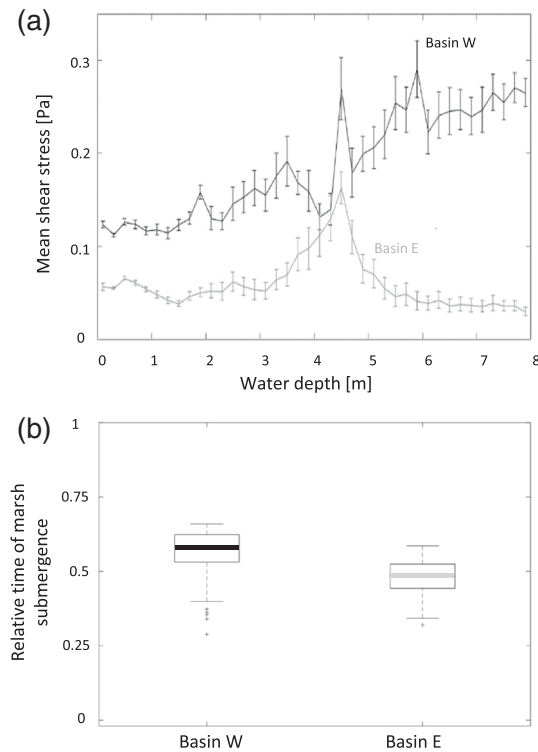 (a)
Mean shear stress [Pa]
0.3
0.2
0.1
0
Basin W
Basin E
0 1 2 3 4 5 6 7 8
Water depth [m]
(b)
Relative time of marsh
submergence
1
0.75
0.5
0.25
0
Basin W Basin E